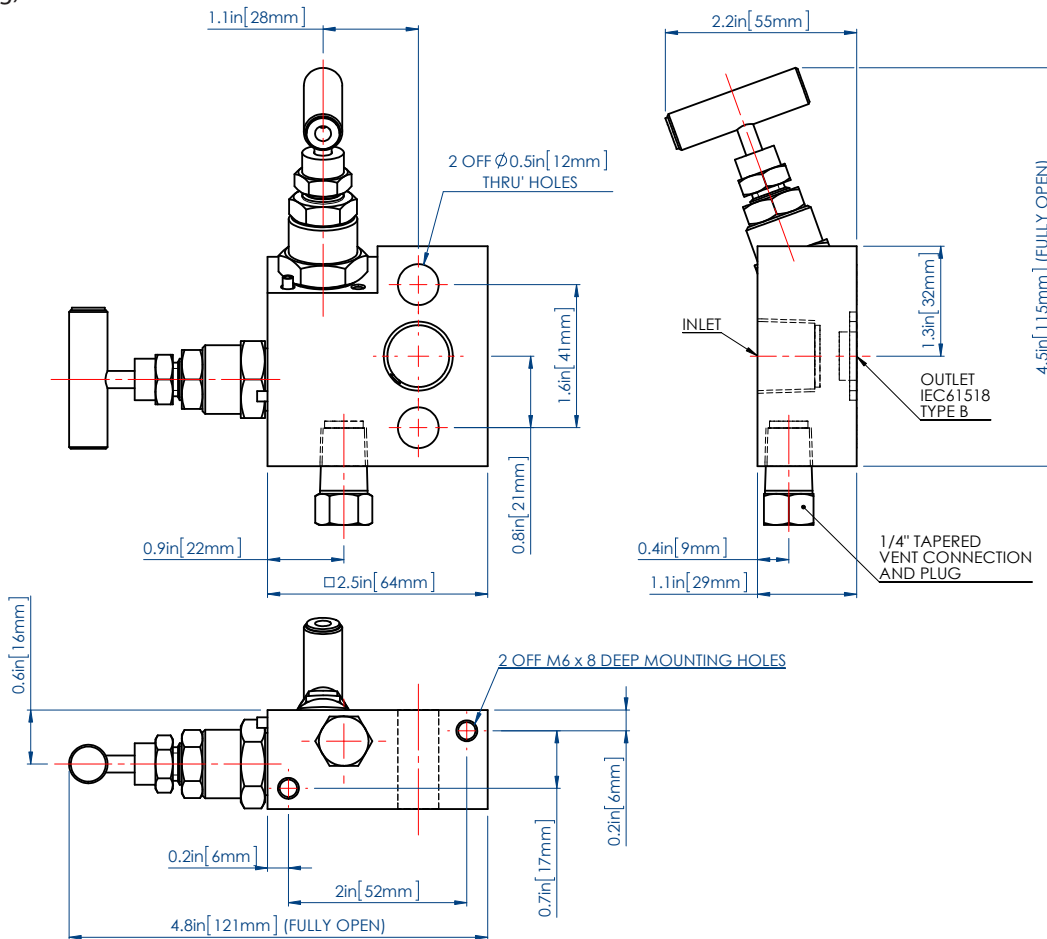 1.1in[28mm]
2.2in[55mm]
2 OFF Ø0.5in[12mm]
THRU' HOLES
4.5in[115mm] (FULLY OPEN)
1.3in[32mm]
INLET
1.6in[41mm]
OUTLET
IEC61518
TYPE B
0.8in[21mm]
0.9in[22mm]
0.4in[9mm]
1/4" TAPERED
VENT CONNECTION
AND PLUG
□2.5in[64mm]
1.1in[29mm]
0.6in[16mm]
2 OFF M6 x 8 DEEP MOUNTING HOLES
0.2in[6mm]
0.2in[6mm]
0.7in[17mm]
2in[52mm]
4.8in[121mm] (FULLY OPEN)